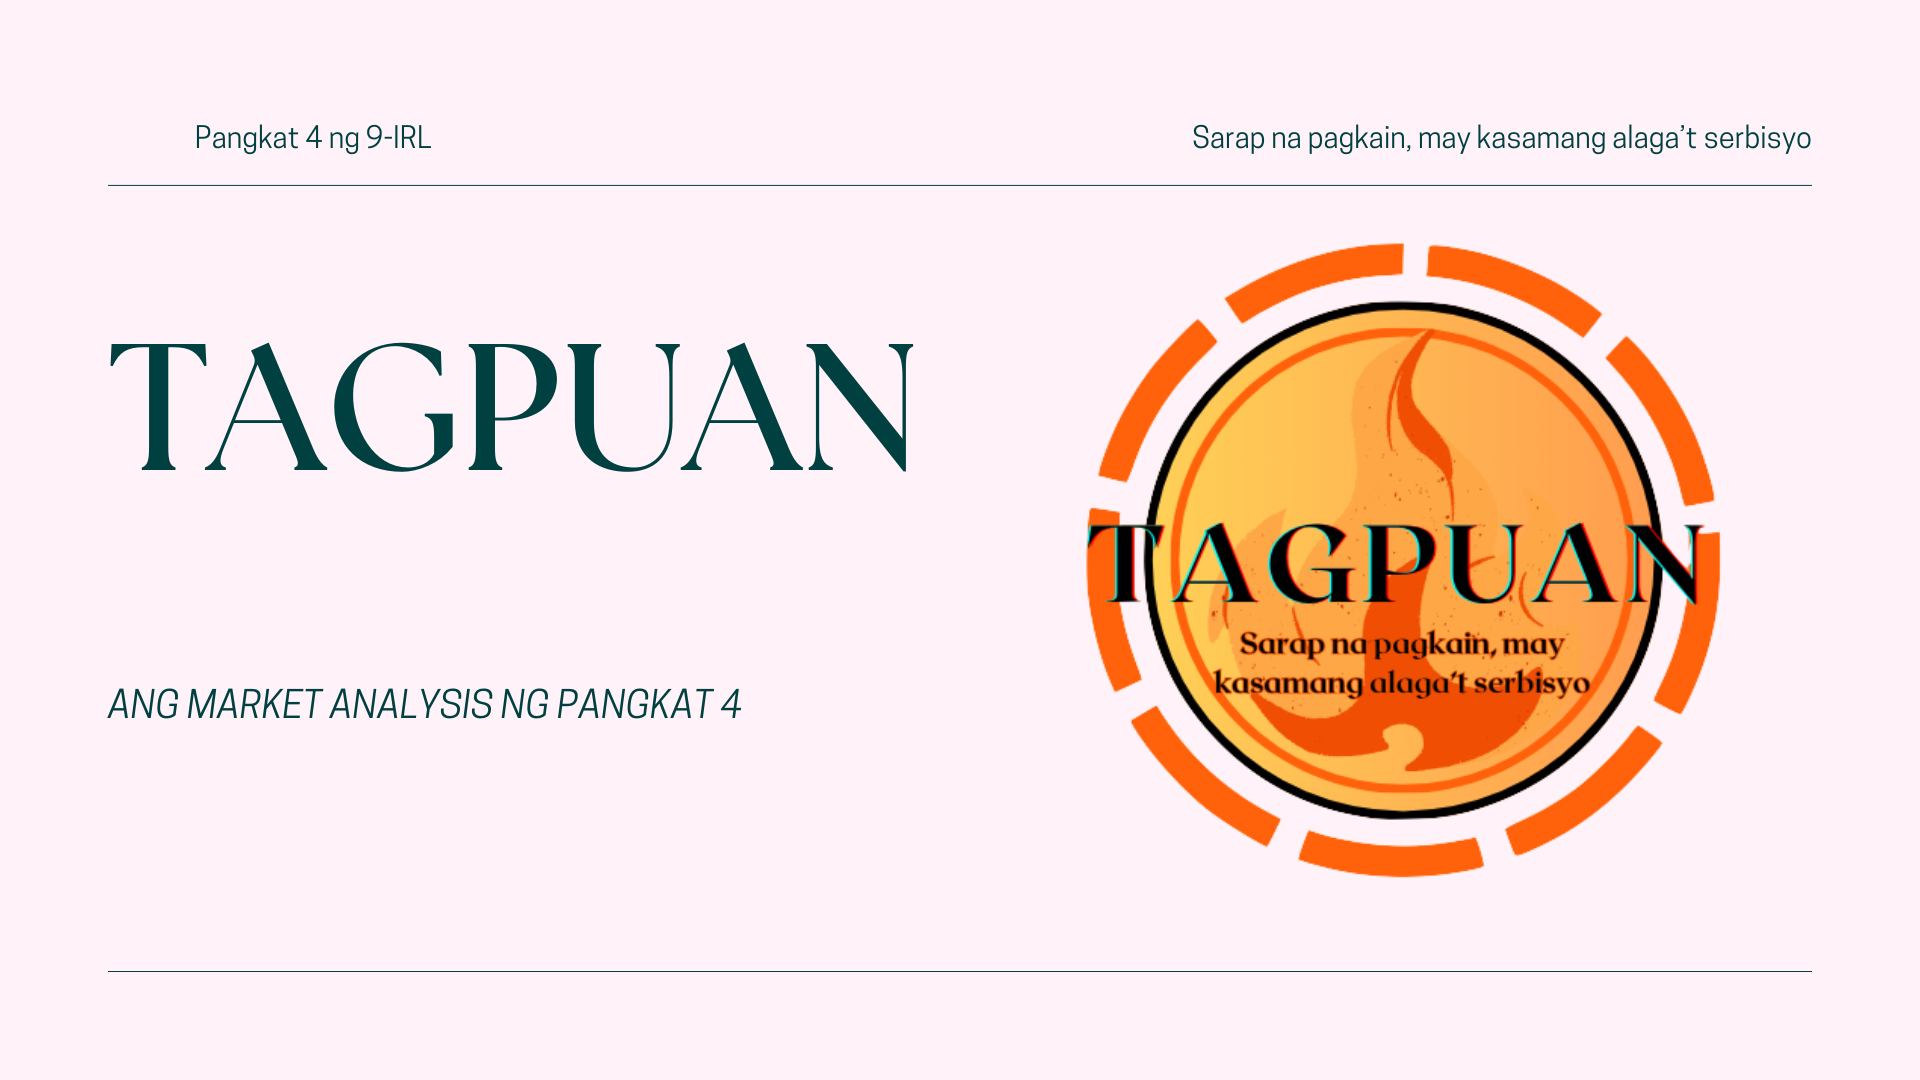 Pangkat 4 ng 9-IRL
Sarap na pagkain, may kasamang alaga’t serbisyo
TAGPUAN
ANG MARKET ANALYSIS NG PANGKAT 4
TAGPUAN
Sarap na pagkain, may
kasamang alaga’t serbisyo